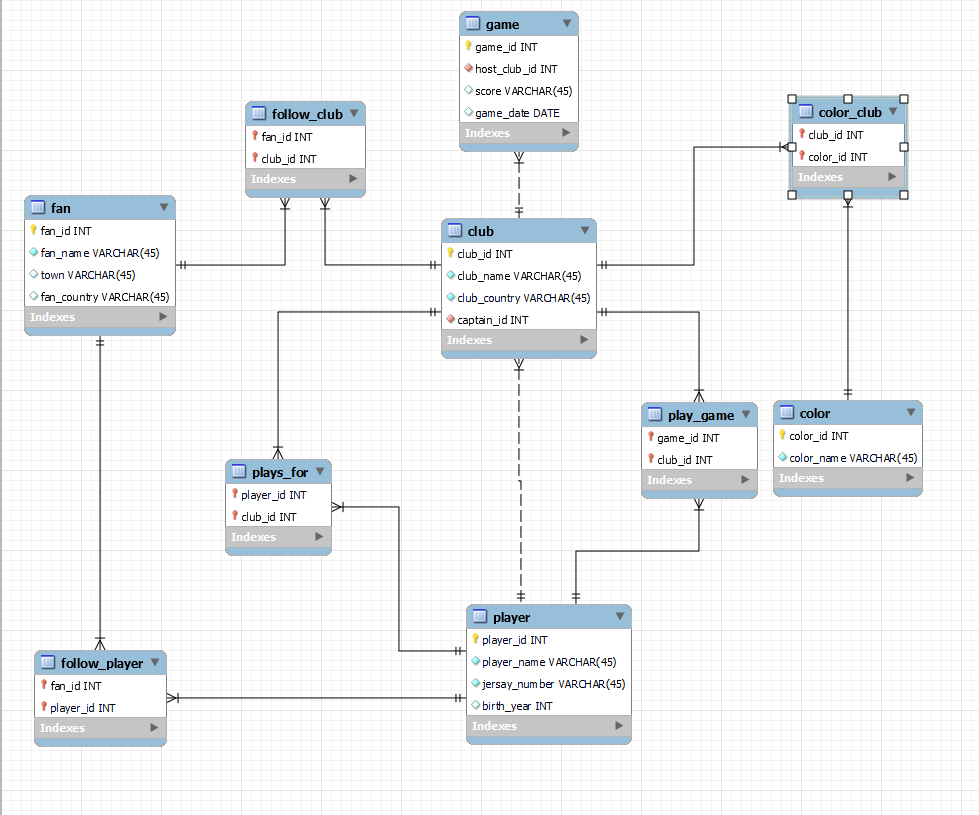 game
game_id INT
host_club_id INT
score VARCHAR(45)
game_date DATE
Indexes
follow_club
fan_id INT
club_id INT
Indexes
color_club
club_id INT
color_id INT
Indexes
fan
fan_id INT
fan_name VARCHAR(45)
town VARCHAR(45)
fan_country VARCHAR(45)
Indexes
club
club_id INT
club_name VARCHAR(45)
club_country VARCHAR(45)
captain_id INT
Indexes
play_game
game_id INT
club_id INT
Indexes
color
color_id INT
color_name VARCHAR(45)
Indexes
plays_for
player_id INT
club_id INT
Indexes
player
player_id INT
player_name VARCHAR(45)
jersay_number VARCHAR(45)
birth_year INT
Indexes
follow_player
fan_id INT
player_id INT
Indexes